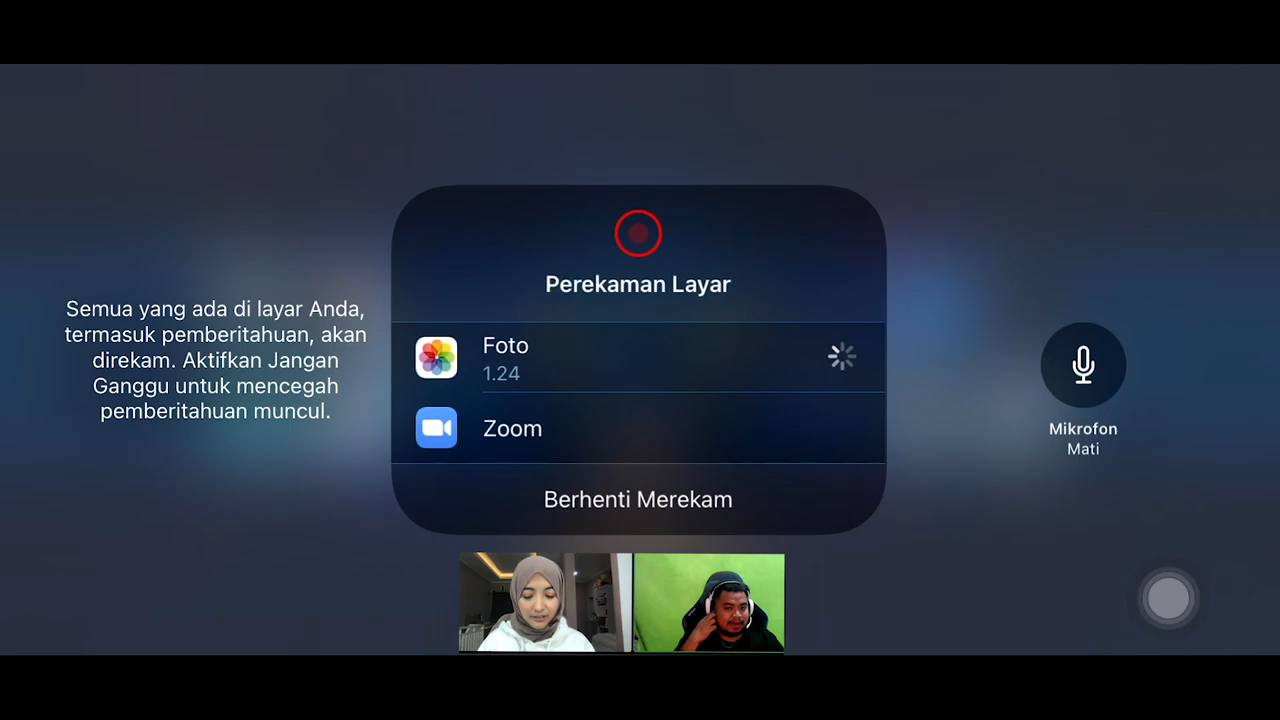 Perekaman Layar
Semua yang ada di layar Anda,
termasuk pemberitahuan, akan
direkam. Aktifkan Jangan
Ganggu untuk mencegah
pemberitahuan muncul.
Foto
1.24
Zoom
Berhenti Merekam
Mikrofon
Mati